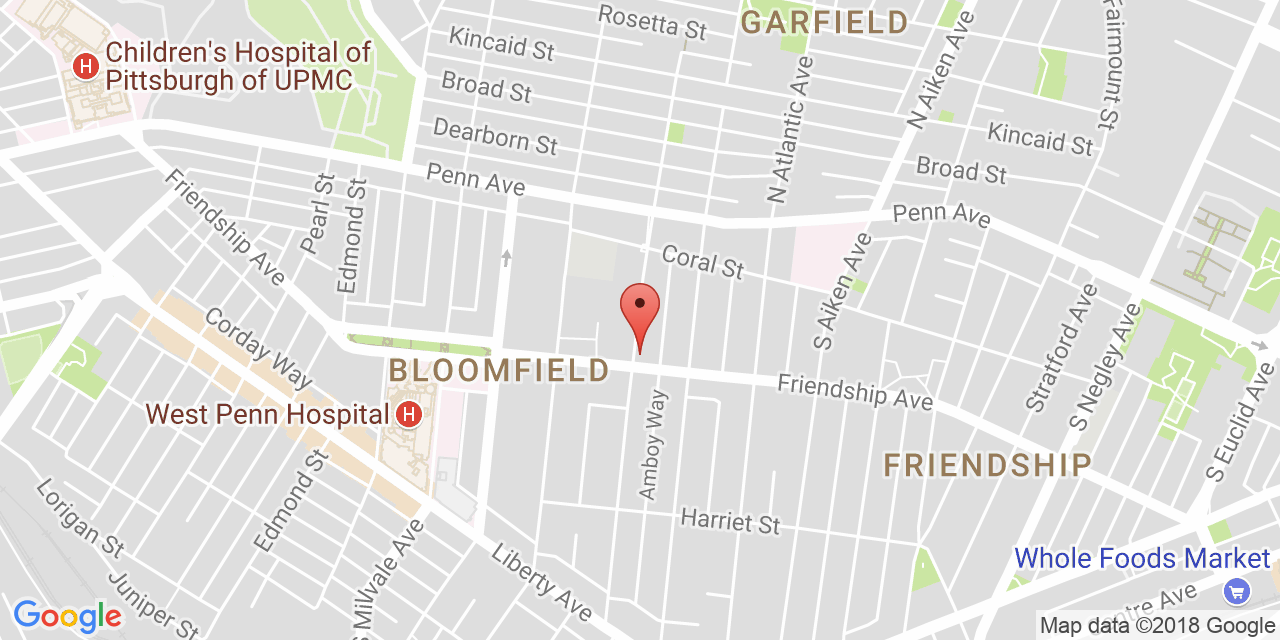 Rosetta St
GARFIELD
Kincaid St
N Aiken Ave
Fairmount St
Children's Hospital of
Pittsburgh of UPMC
H
Broad St
N Atlantic Ave
Dearborn St
Kincaid St
Penn Ave
Broad St
Friendship Ave
Pearl St
Edmond St
Penn Ave
Coral St
S Aiken Ave
Stratford Ave
S Negley Ave
Corday Way
BLOOMFIELD
Friendship Ave
S Euclid Ave
West Penn Hospital
H
Amboy Way
FRIENDSHIP
Edmond St
Lorigan St
Harriet St
S Millvale Ave
Liberty Ave
Whole Foods Market
Juniper St
Google
ntre Ave
Map data ©2018 Google